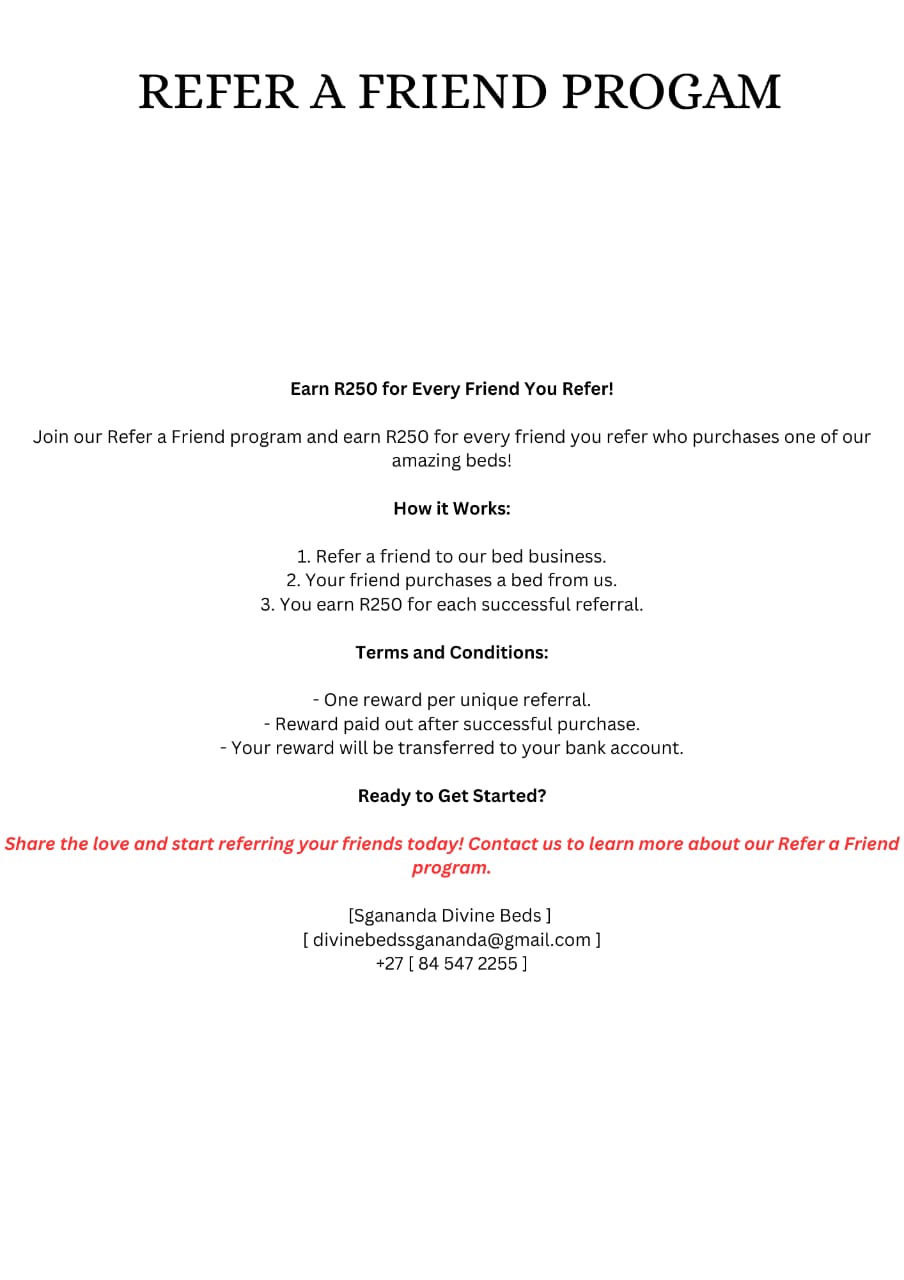 REFER A FRIEND PROGAM
Earn R250 for Every Friend You Refer!
Join our Refer a Friend program and earn R250 for every friend you refer who purchases one of our
amazing beds!
How it Works:
1. Refer a friend to our bed business.
2. Your friend purchases a bed from us.
3. You earn R250 for each successful referral.
Terms and Conditions:
- One reward per unique referral.
- Reward paid out after successful purchase.
- Your reward will be transferred to your bank account.
Ready to Get Started?
Share the love and start referring your friends today! Contact us to learn more about our Refer a Friend
program.
[Sgananda Divine Beds ]
[ divinebedssgananda@gmail.com ]
+27 [ 84 547 2255 ]